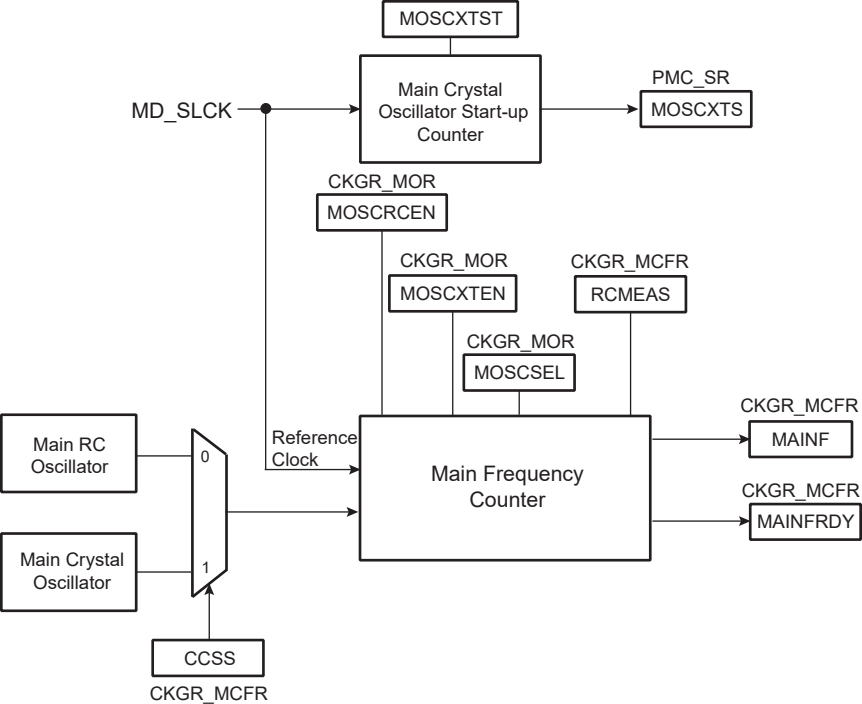 MOSCXTST
Main Crystal
Oscillator Start-up
Counter
MD_SLCK
PMC_SR
MOSCXTS
CKGR_MOR
MOSCRCEN
CKGR_MOR
MOSCXTEN
CKGR_MCFR
RCMEAS
CKGR_MOR
MOSCSEL
Reference
Clock
Main Frequency
Counter
CKGR_MCFR
MAINF
CKGR_MCFR
MAINFRDY
Main RC
Oscillator
0
Main Crystal
Oscillator
1
CCSS
CKGR_MCFR